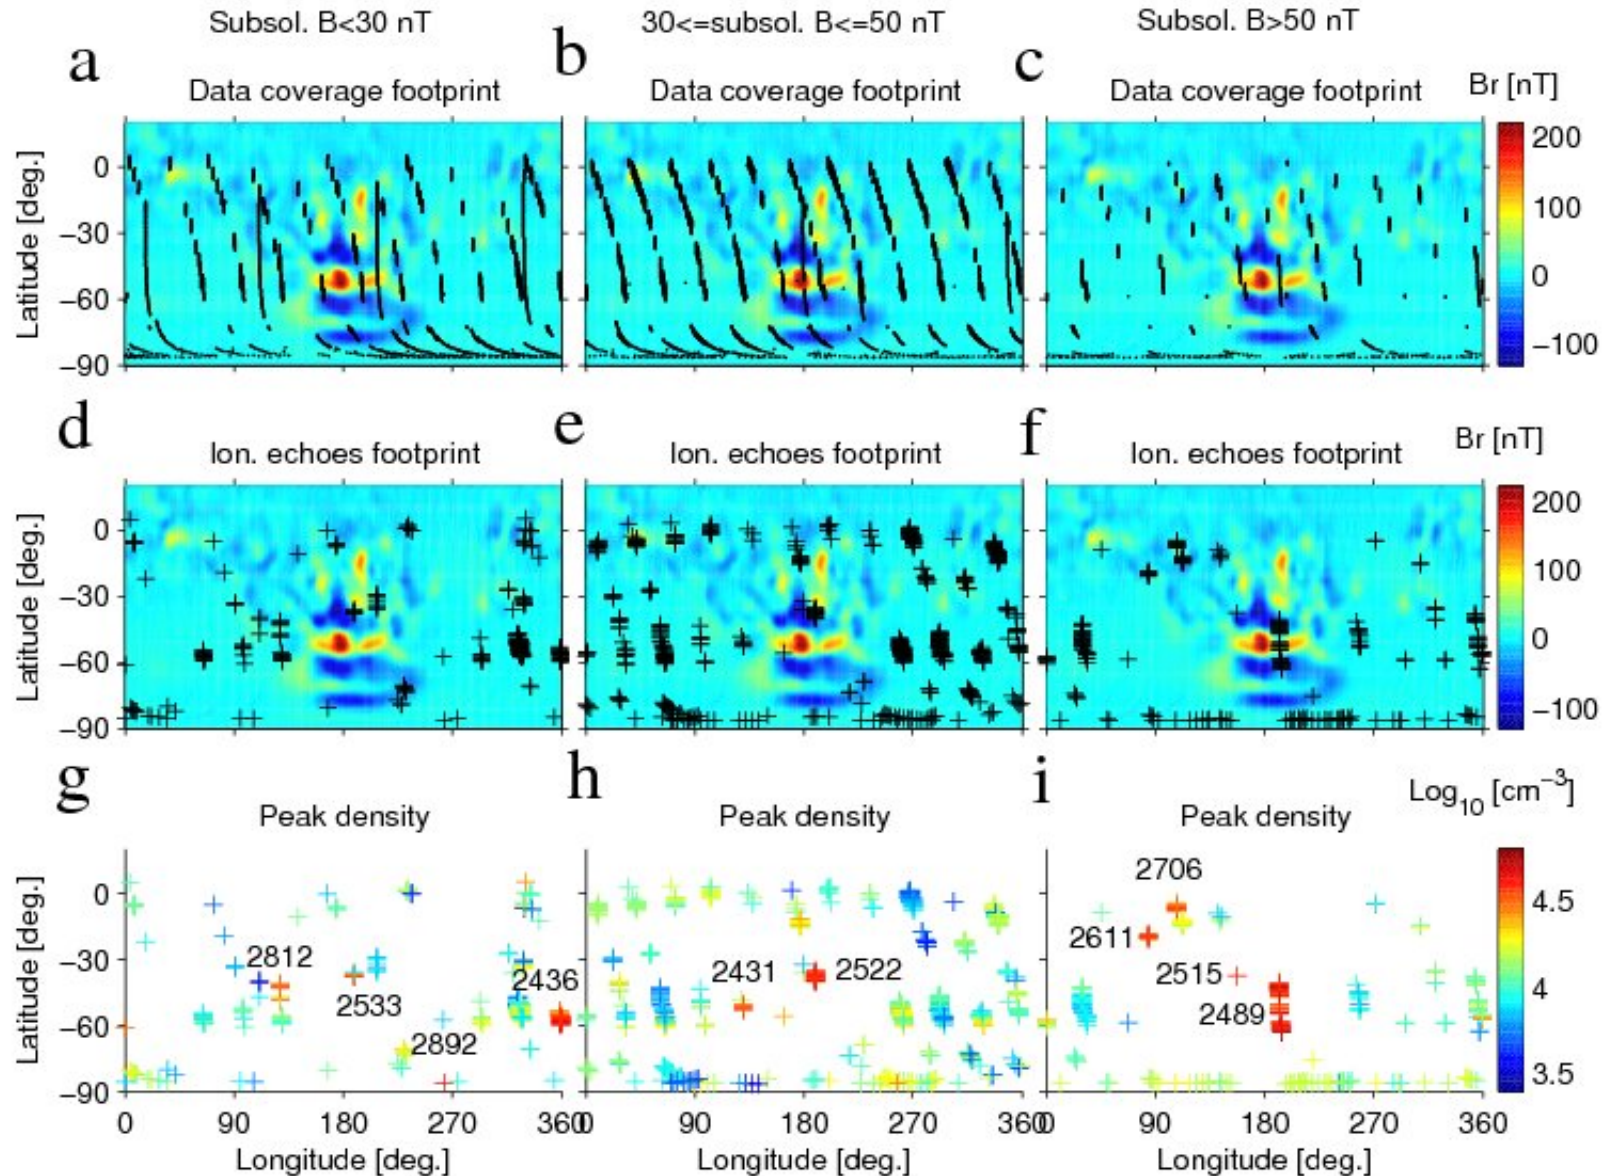 Subsol. B<30 nT 30<=subsol. B<=50 nT Subsol. B>50 nT
a b c
Data coverage footprint Data coverage footprint Data coverage footprint Br [nT]
Latitude [deg.]
0 −30 −60 −90
200 100 0 −100
d e f
Ion. echoes footprint Ion. echoes footprint Ion. echoes footprint Br [nT]
Latitude [deg.]
0 −30 −60 −90
200 100 0 −100
g h i
Peak density Peak density Peak density Log10 [cm−3]
Latitude [deg.]
0 −30 −60 −90
2812 2533 2436 2892
2431 2522
2706 2611 2515 2489
4.5 4 3.5
0 90 180 270 360 90 180 270 360 0 90 180 270 360
Longitude [deg.] Longitude [deg.] Longitude [deg.]